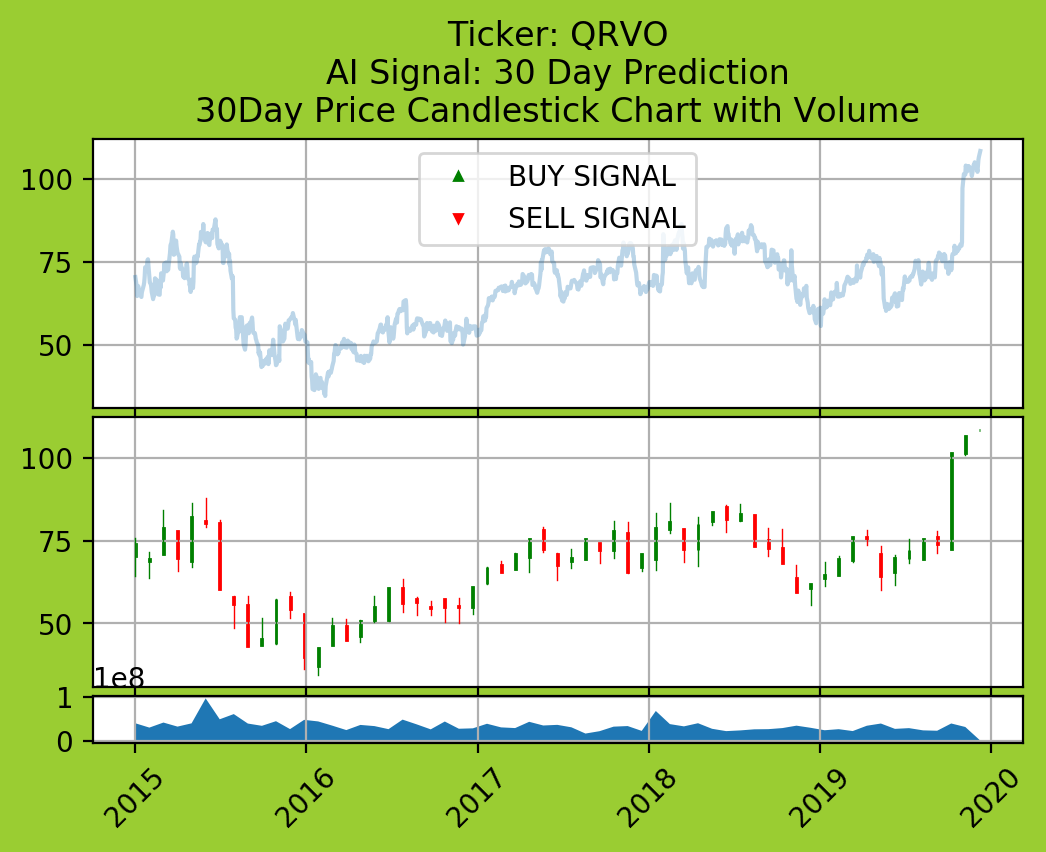 Ticker: QRVO
AI Signal: 30 Day Prediction
30Day Price Candlestick Chart with Volume
BUY SIGNAL
SELL SIGNAL
100
75
50
100
75
50
1e8
1
0
2015 2016 2017 2018 2019 2020